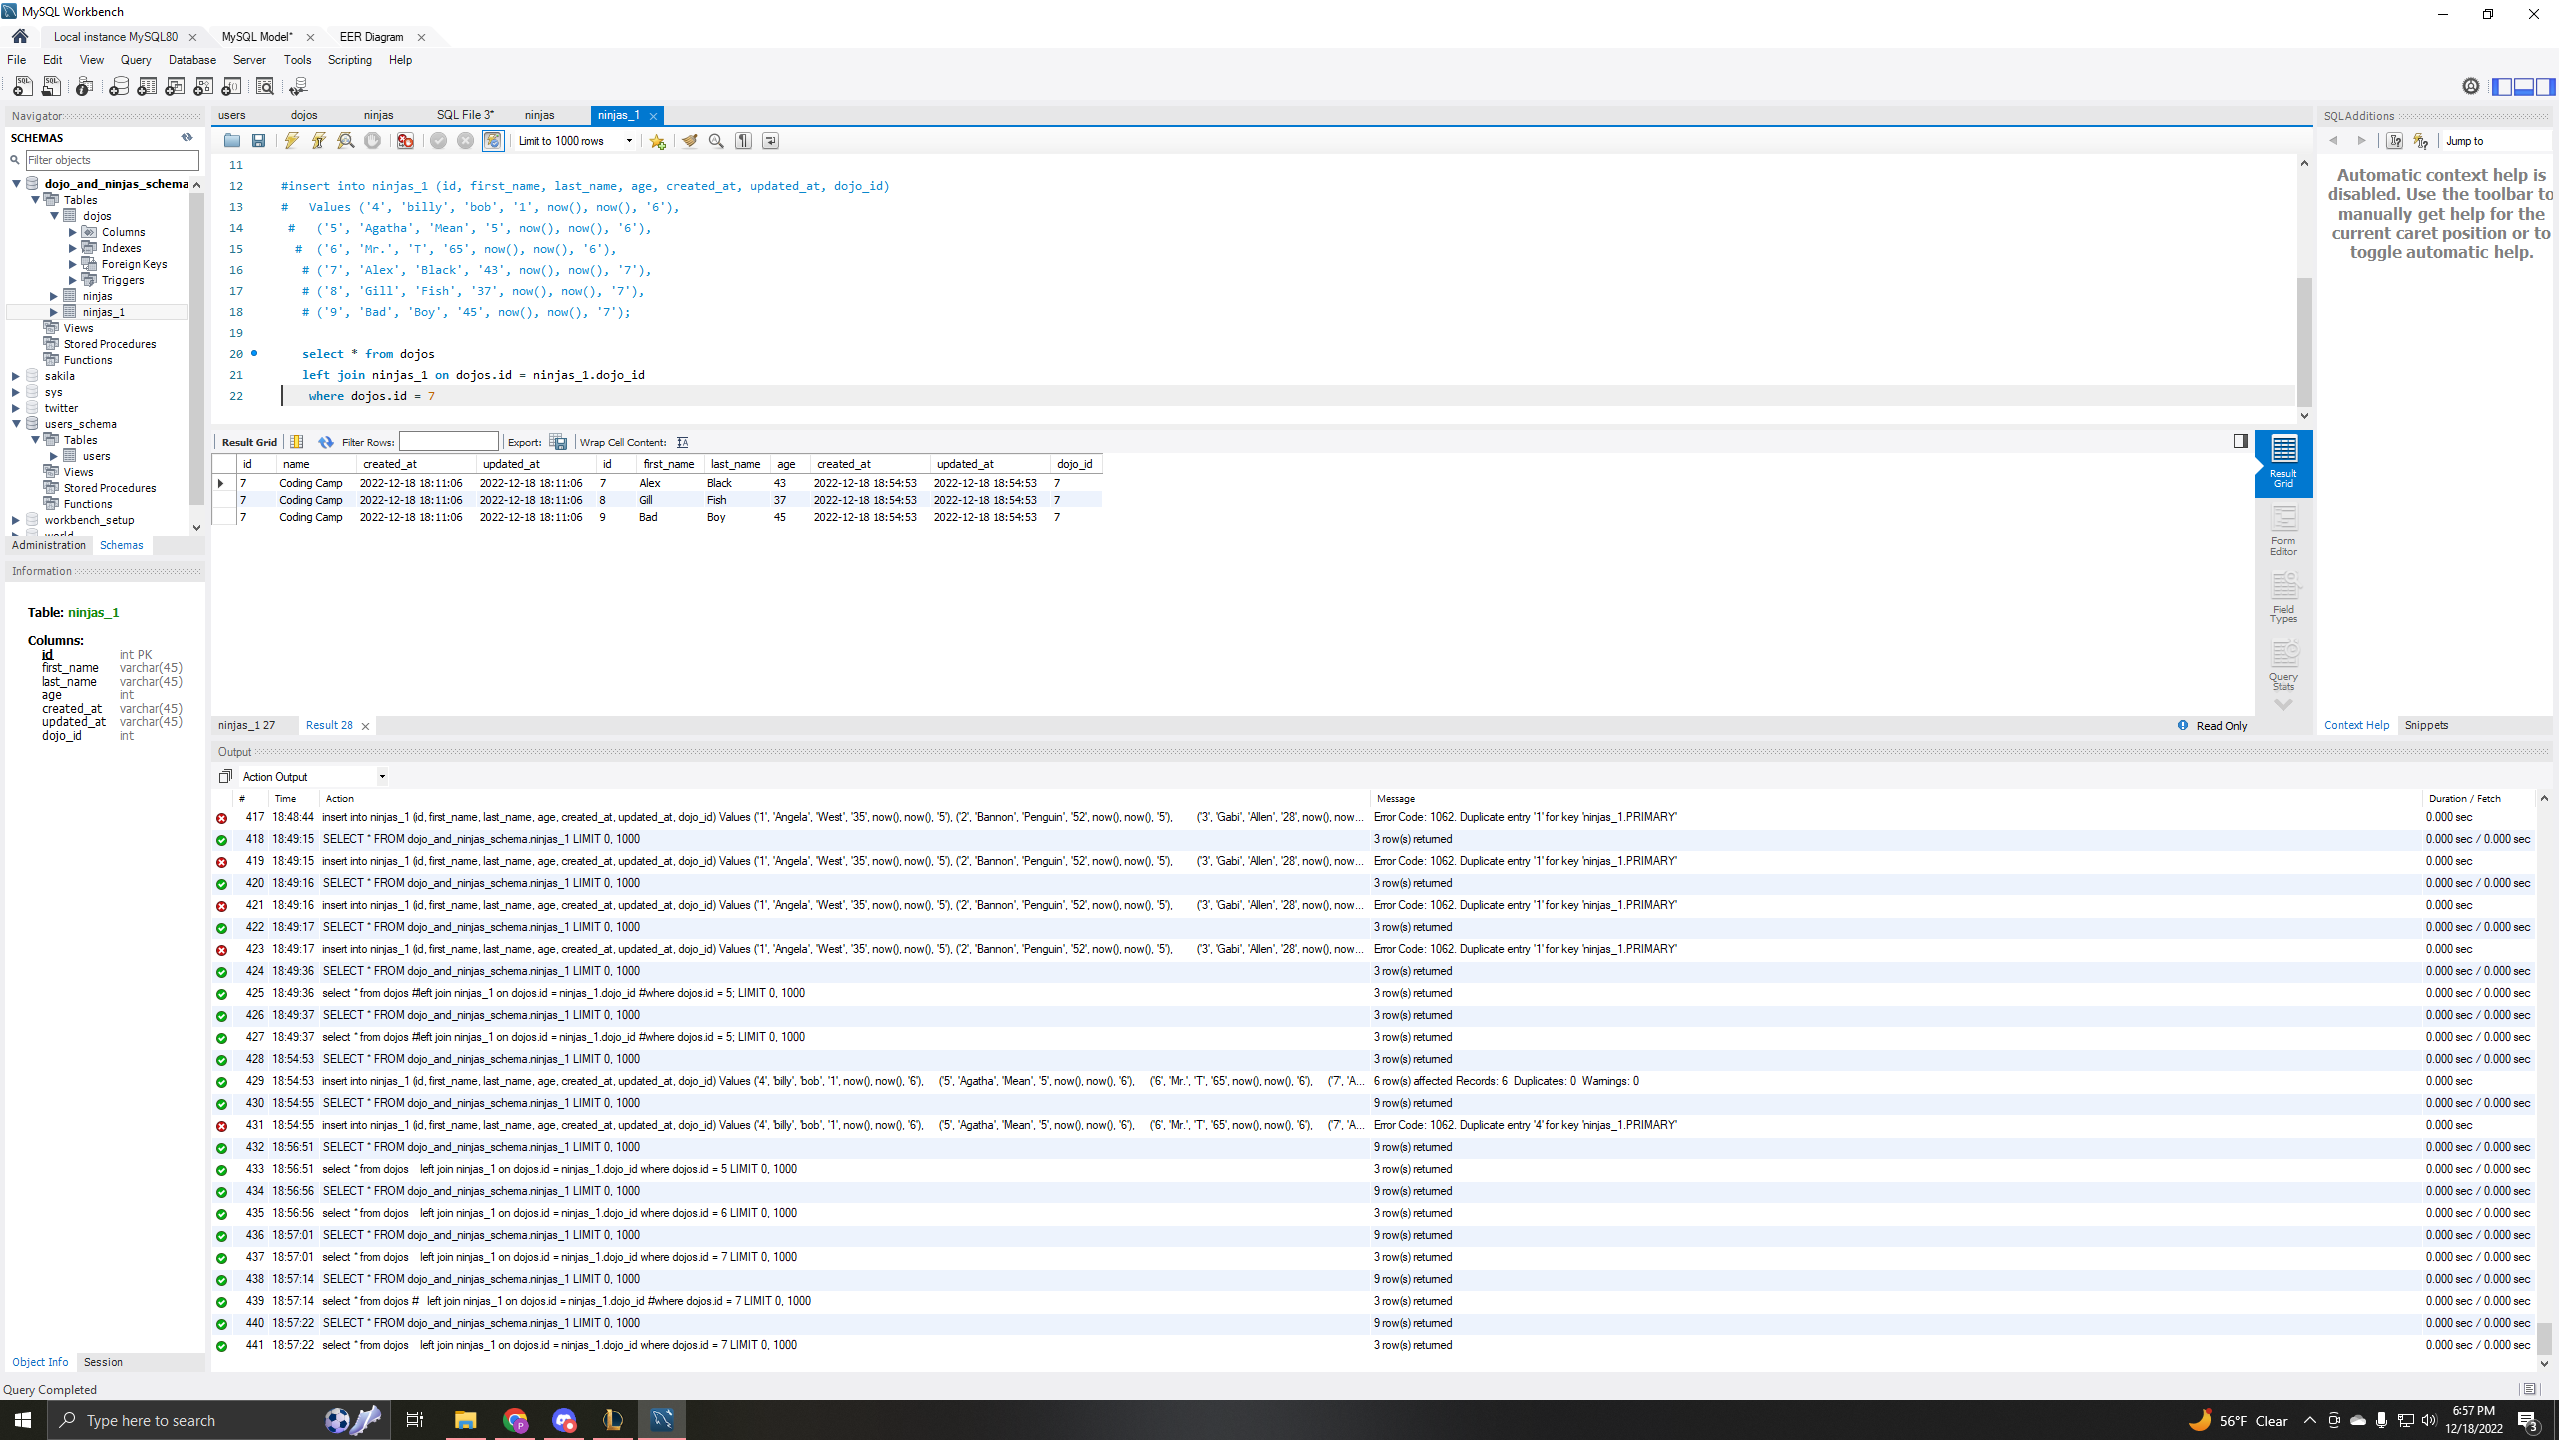 MySQL Workbench
Local instance MySQL80
MySQL Model*
EER Diagram
File Edit View Query Database Server Tools Scripting Help
Navigator
SCHEMAS
Filter objects
dojo_and_ninjas_schema
Tables
dojos
Columns
Indexes
Foreign Keys
Triggers
ninjas
ninjas_1
Views
Stored Procedures
Functions
sakila
sys
twitter
users_schema
Tables
users
Views
Stored Procedures
Functions
workbench_setup
Administration Schemas
Information
Table: ninjas_1
Columns:
id int PK
first_name varchar(45)
last_name varchar(45)
age int
created_at varchar(45)
updated_at varchar(45)
dojo_id int
Object Info Session
users dojos ninjas SQL File 3* ninjas ninjas_1
Limit to 1000 rows
11
12 #insert into ninjas_1 (id, first_name, last_name, age, created_at, updated_at, dojo_id)
13 # Values ('4', 'billy', 'bob', '1', now(), now(), '6'),
14 # ('5', 'Agatha', 'Mean', '5', now(), now(), '6'),
15 # ('6', 'Mr.', 'T', '65', now(), now(), '6'),
16 # ('7', 'Alex', 'Black', '43', now(), now(), '7'),
17 # ('8', 'Gill', 'Fish', '37', now(), now(), '7'),
18 # ('9', 'Bad', 'Boy', '45', now(), now(), '7');
19
20 select * from dojos
21 left join ninjas_1 on dojos.id = ninjas_1.dojo_id
22 where dojos.id = 7
Result Grid Filter Rows: Export: Wrap Cell Content:
id name created_at updated_at id first_name last_name age created_at updated_at dojo_id
7 Coding Camp 2022-12-18 18:11:06 2022-12-18 18:11:06 7 Alex Black 43 2022-12-18 18:54:53 2022-12-18 18:54:53 7
7 Coding Camp 2022-12-18 18:11:06 2022-12-18 18:11:06 8 Gill Fish 37 2022-12-18 18:54:53 2022-12-18 18:54:53 7
7 Coding Camp 2022-12-18 18:11:06 2022-12-18 18:11:06 9 Bad Boy 45 2022-12-18 18:54:53 2022-12-18 18:54:53 7
Result
Grid
Form
Editor
Field
Types
Query
Stats
ninjas_1 27 Result 28
Read Only
SQLAdditions
Jump to
Automatic context help is
disabled. Use the toolbar to
manually get help for the
current caret position or to
toggle automatic help.
Context Help Snippets
Output
Action Output
# Time Action Message Duration / Fetch
417 18:48:44 insert into ninjas_1 (id, first_name, last_name, age, created_at, updated_at, dojo_id) Values ('1', 'Angela', 'West', '35', now(), now(), '5'), ('2', 'Bannon', 'Penguin', '52', now(), now(), '5'), ('3', 'Gabi', 'Allen', '28', now(), now... Error Code: 1062. Duplicate entry '1' for key 'ninjas_1.PRIMARY' 0.000 sec
418 18:49:15 SELECT * FROM dojo_and_ninjas_schema.ninjas_1 LIMIT 0, 1000 3 row(s) returned 0.000 sec / 0.000 sec
419 18:49:15 insert into ninjas_1 (id, first_name, last_name, age, created_at, updated_at, dojo_id) Values ('1', 'Angela', 'West', '35', now(), now(), '5'), ('2', 'Bannon', 'Penguin', '52', now(), now(), '5'), ('3', 'Gabi', 'Allen', '28', now(), now... Error Code: 1062. Duplicate entry '1' for key 'ninjas_1.PRIMARY' 0.000 sec
420 18:49:16 SELECT * FROM dojo_and_ninjas_schema.ninjas_1 LIMIT 0, 1000 3 row(s) returned 0.000 sec / 0.000 sec
421 18:49:16 insert into ninjas_1 (id, first_name, last_name, age, created_at, updated_at, dojo_id) Values ('1', 'Angela', 'West', '35', now(), now(), '5'), ('2', 'Bannon', 'Penguin', '52', now(), now(), '5'), ('3', 'Gabi', 'Allen', '28', now(), now... Error Code: 1062. Duplicate entry '1' for key 'ninjas_1.PRIMARY' 0.000 sec
422 18:49:17 SELECT * FROM dojo_and_ninjas_schema.ninjas_1 LIMIT 0, 1000 3 row(s) returned 0.000 sec / 0.000 sec
423 18:49:17 insert into ninjas_1 (id, first_name, last_name, age, created_at, updated_at, dojo_id) Values ('1', 'Angela', 'West', '35', now(), now(), '5'), ('2', 'Bannon', 'Penguin', '52', now(), now(), '5'), ('3', 'Gabi', 'Allen', '28', now(), now... Error Code: 1062. Duplicate entry '1' for key 'ninjas_1.PRIMARY' 0.000 sec
424 18:49:36 SELECT * FROM dojo_and_ninjas_schema.ninjas_1 LIMIT 0, 1000 3 row(s) returned 0.000 sec / 0.000 sec
425 18:49:36 select * from dojos #left join ninjas_1 on dojos.id = ninjas_1.dojo_id #where dojos.id = 5; LIMIT 0, 1000 3 row(s) returned 0.000 sec / 0.000 sec
426 18:49:37 SELECT * FROM dojo_and_ninjas_schema.ninjas_1 LIMIT 0, 1000 3 row(s) returned 0.000 sec / 0.000 sec
427 18:49:37 select * from dojos #left join ninjas_1 on dojos.id = ninjas_1.dojo_id #where dojos.id = 5; LIMIT 0, 1000 3 row(s) returned 0.000 sec / 0.000 sec
428 18:54:53 SELECT * FROM dojo_and_ninjas_schema.ninjas_1 LIMIT 0, 1000 3 row(s) returned 0.000 sec / 0.000 sec
429 18:54:53 insert into ninjas_1 (id, first_name, last_name, age, created_at, updated_at, dojo_id) Values ('4', 'billy', 'bob', '1', now(), now(), '6'), ('5', 'Agatha', 'Mean', '5', now(), now(), '6'), ('6', 'Mr.', 'T', '65', now(), now(), '6'), ('7', 'A... 6 row(s) affected Records: 6 Duplicates: 0 Warnings: 0 0.000 sec
430 18:54:55 SELECT * FROM dojo_and_ninjas_schema.ninjas_1 LIMIT 0, 1000 9 row(s) returned 0.000 sec / 0.000 sec
431 18:54:55 insert into ninjas_1 (id, first_name, last_name, age, created_at, updated_at, dojo_id) Values ('4', 'billy', 'bob', '1', now(), now(), '6'), ('5', 'Agatha', 'Mean', '5', now(), now(), '6'), ('6', 'Mr.', 'T', '65', now(), now(), '6'), ('7', 'A... Error Code: 1062. Duplicate entry '4' for key 'ninjas_1.PRIMARY' 0.000 sec
432 18:56:51 SELECT * FROM dojo_and_ninjas_schema.ninjas_1 LIMIT 0, 1000 9 row(s) returned 0.000 sec / 0.000 sec
433 18:56:51 select * from dojos left join ninjas_1 on dojos.id = ninjas_1.dojo_id where dojos.id = 5 LIMIT 0, 1000 3 row(s) returned 0.000 sec / 0.000 sec
434 18:56:56 SELECT * FROM dojo_and_ninjas_schema.ninjas_1 LIMIT 0, 1000 9 row(s) returned 0.000 sec / 0.000 sec
435 18:56:56 select * from dojos left join ninjas_1 on dojos.id = ninjas_1.dojo_id where dojos.id = 6 LIMIT 0, 1000 3 row(s) returned 0.000 sec / 0.000 sec
436 18:57:01 SELECT * FROM dojo_and_ninjas_schema.ninjas_1 LIMIT 0, 1000 9 row(s) returned 0.000 sec / 0.000 sec
437 18:57:01 select * from dojos left join ninjas_1 on dojos.id = ninjas_1.dojo_id where dojos.id = 7 LIMIT 0, 1000 3 row(s) returned 0.000 sec / 0.000 sec
438 18:57:14 SELECT * FROM dojo_and_ninjas_schema.ninjas_1 LIMIT 0, 1000 9 row(s) returned 0.000 sec / 0.000 sec
439 18:57:14 select * from dojos # left join ninjas_1 on dojos.id = ninjas_1.dojo_id #where dojos.id = 7 LIMIT 0, 1000 3 row(s) returned 0.000 sec / 0.000 sec
440 18:57:22 SELECT * FROM dojo_and_ninjas_schema.ninjas_1 LIMIT 0, 1000 9 row(s) returned 0.000 sec / 0.000 sec
441 18:57:22 select * from dojos left join ninjas_1 on dojos.id = ninjas_1.dojo_id where dojos.id = 7 LIMIT 0, 1000 3 row(s) returned 0.000 sec / 0.000 sec
Query Completed
Type here to search
56°F Clear
6:57 PM
12/18/2022
3